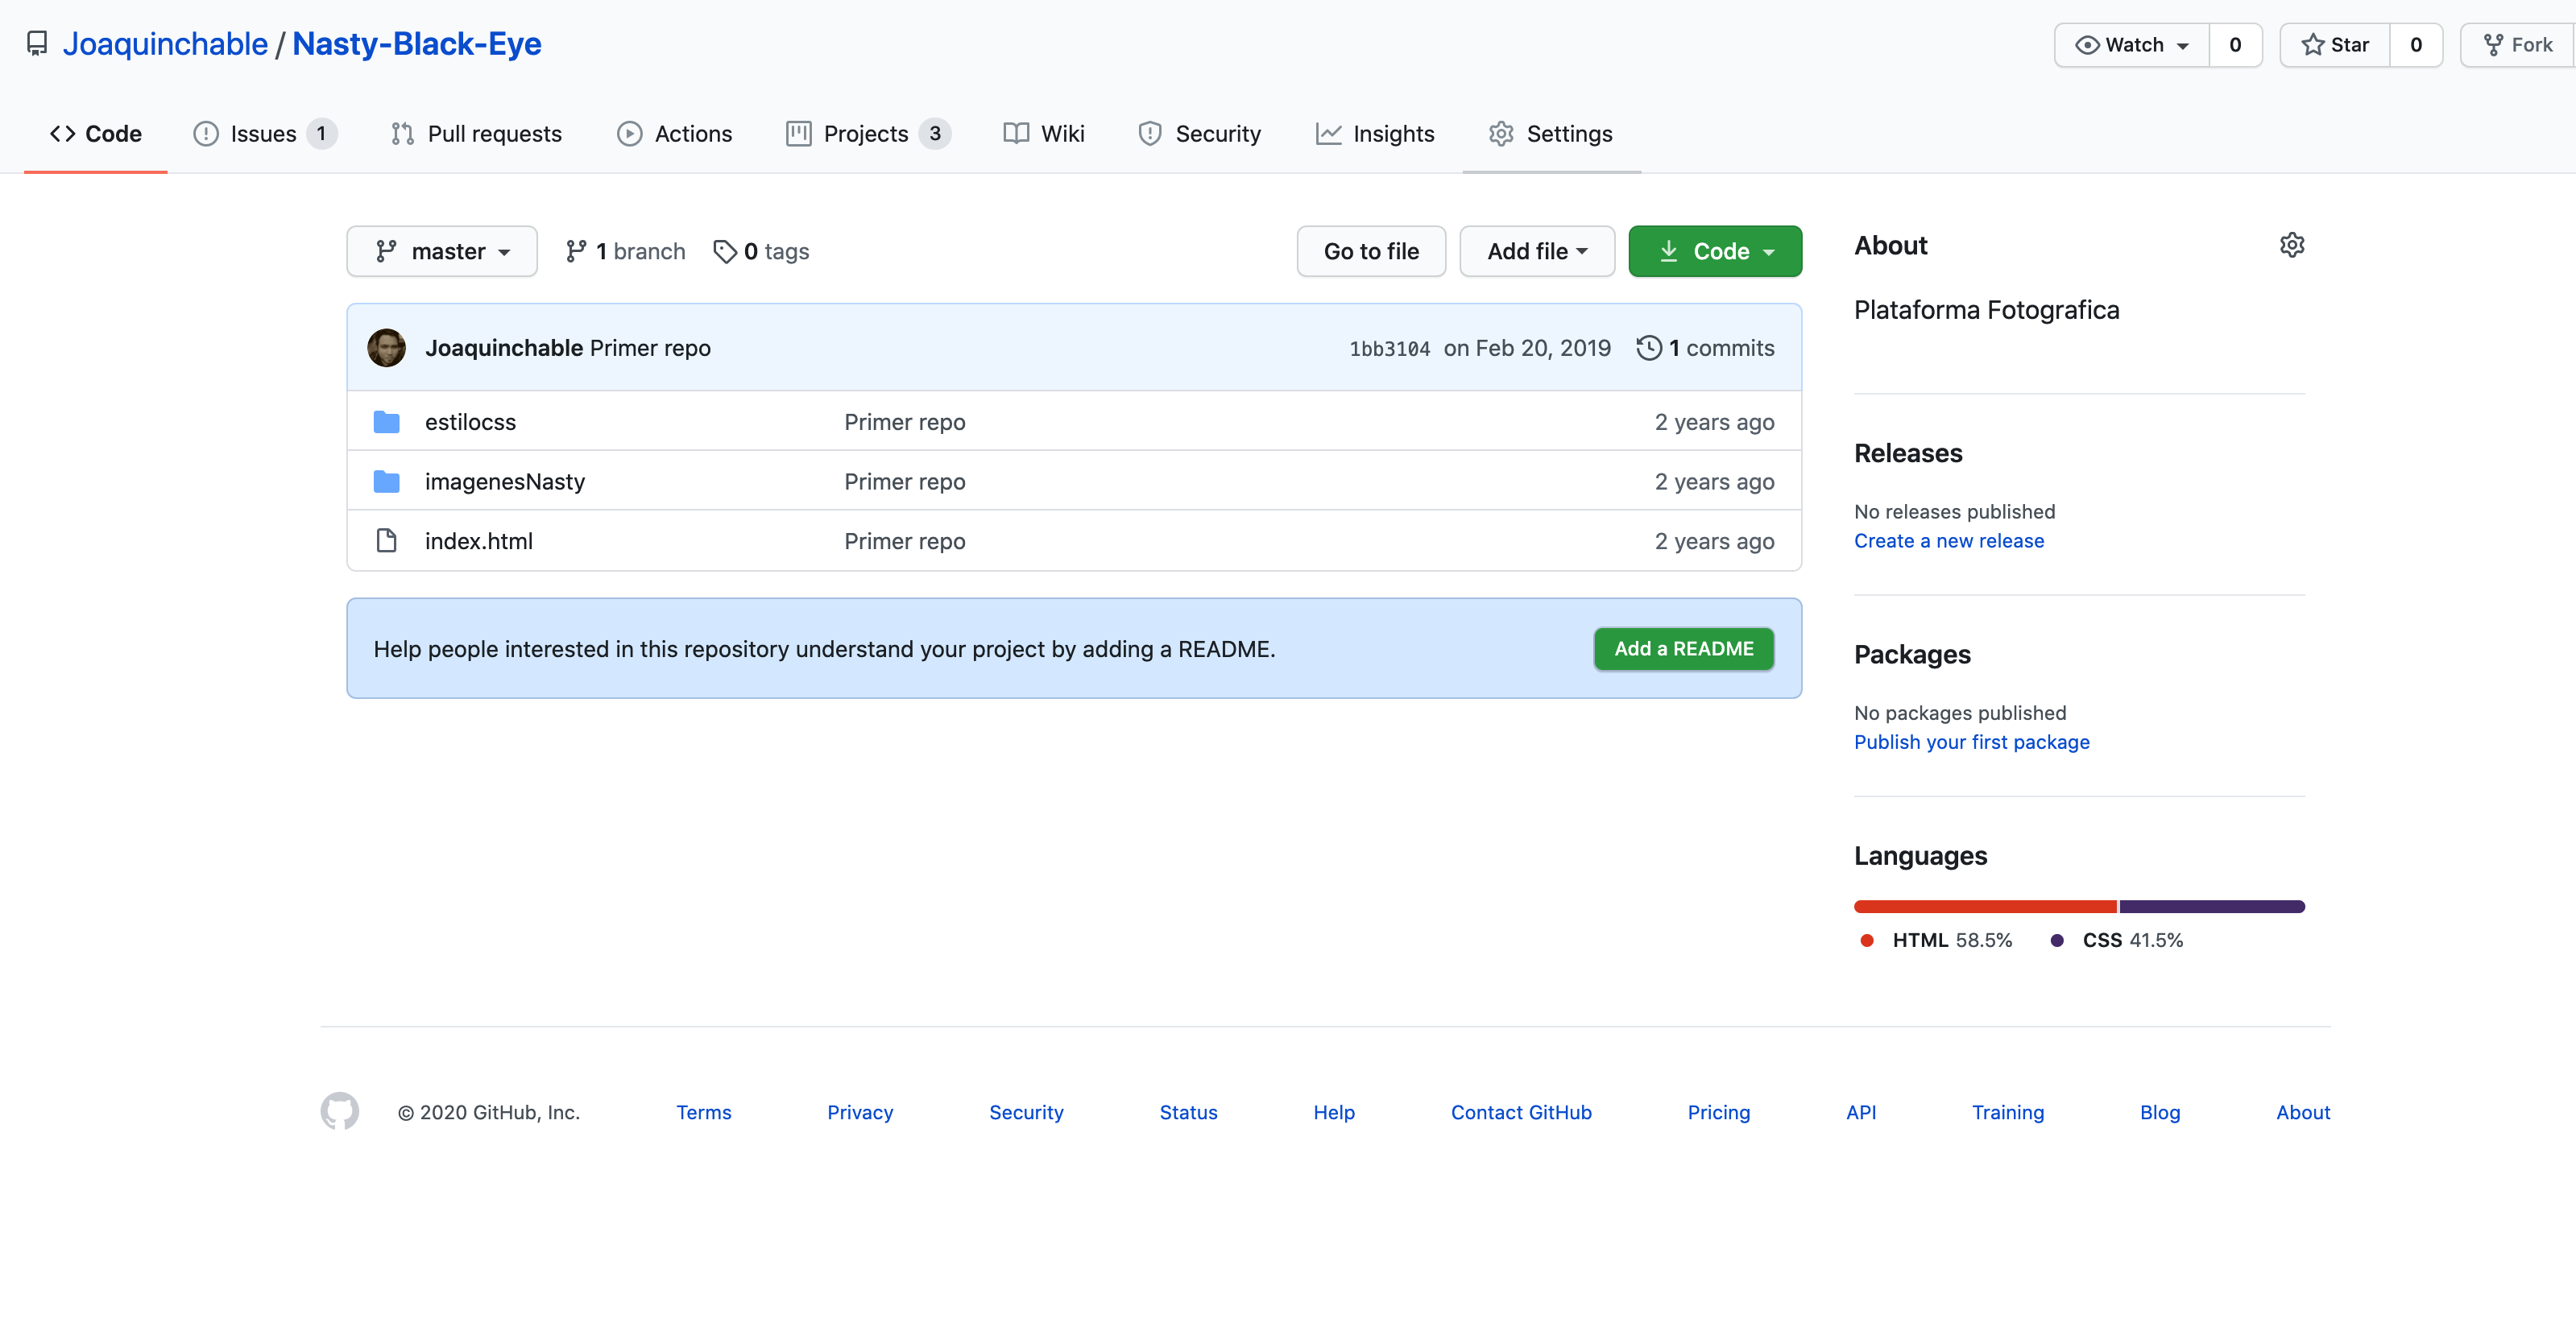 Joaquinchable / Nasty-Black-Eye
Watch 0 Star 0 Fork
Code Issues 1 Pull requests Actions Projects 3 Wiki Security Insights Settings
master 1 branch 0 tags Go to file Add file Code
Joaquinchable Primer repo 1bb3104 on Feb 20, 2019 1 commits
estilocss Primer repo 2 years ago
imagenesNasty Primer repo 2 years ago
index.html Primer repo 2 years ago
Help people interested in this repository understand your project by adding a README. Add a README
About
Plataforma Fotografica
Releases
No releases published
Create a new release
Packages
No packages published
Publish your first package
Languages
HTML 58.5% CSS 41.5%
© 2020 GitHub, Inc. Terms Privacy Security Status Help Contact GitHub Pricing API Training Blog About